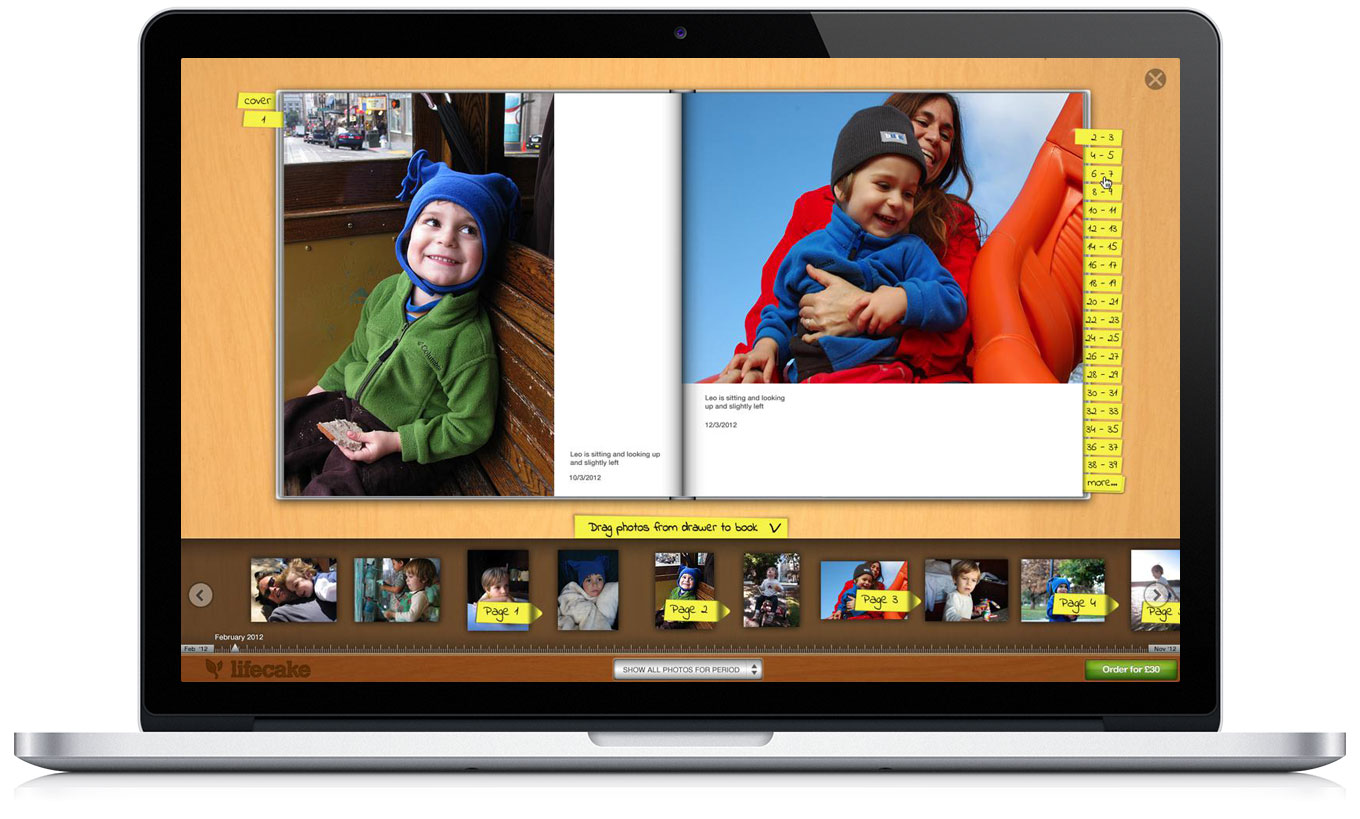 cover
1
2 - 3
4 - 5
6 - 7
8 - 9
10 - 11
12 - 13
14 - 15
16 - 17
18 - 19
20 - 21
22 - 23
24 - 25
26 - 27
28 - 29
30 - 31
32 - 33
34 - 35
36 - 37
38 - 39
more...
Columbia
Leo is sitting and looking up
and slightly left
10/3/2012
Leo is sitting and looking
up and slightly left
12/3/2012
Drag photos from drawer to book
Page 1
Page 2
Page 3
Page 4
Page
February 2012
Feb '12
Nov '12
lifecake
SHOW ALL PHOTOS FOR PERIOD
Order for £30